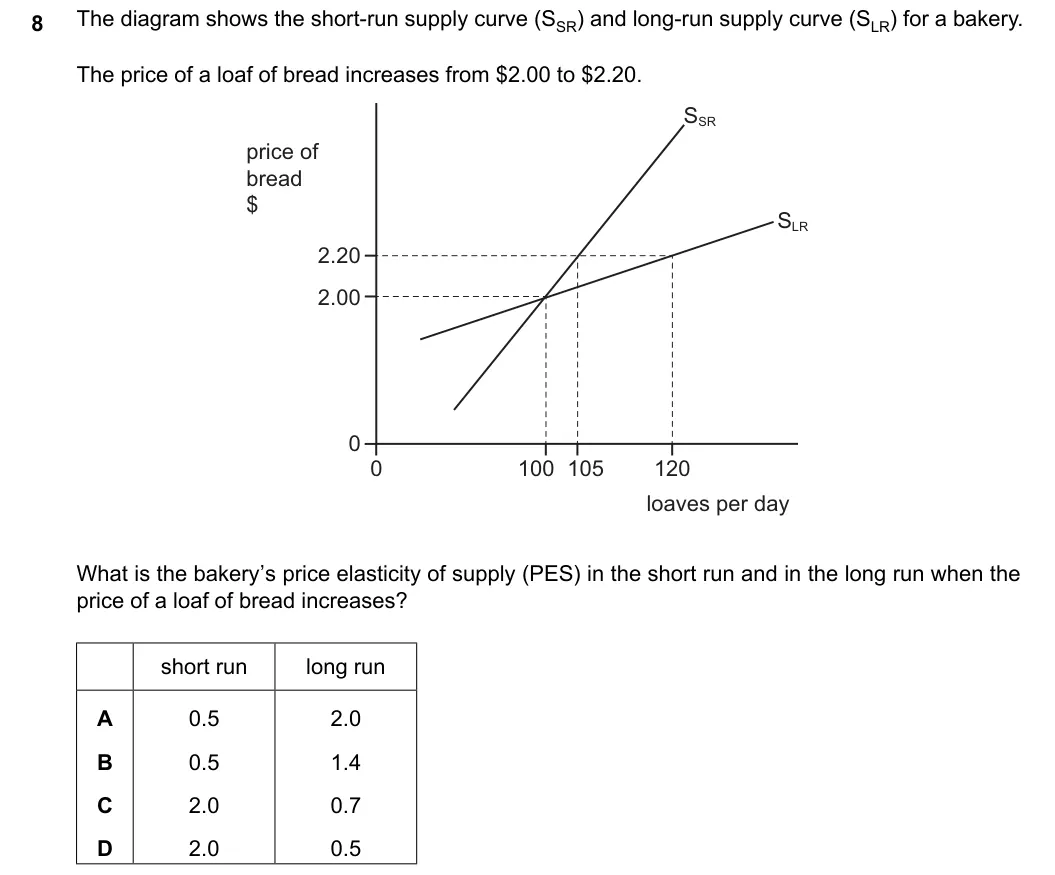 8 The diagram shows the short-run supply curve (SSR) and long-run supply curve (SLR) for a bakery.
The price of a loaf of bread increases from $2.00 to $2.20.
SSR
price of
bread
$
SLR
2.20
2.00
0
0 100 105 120
loaves per day
What is the bakery’s price elasticity of supply (PES) in the short run and in the long run when the
price of a loaf of bread increases?
short run long run
A 0.5 2.0
B 0.5 1.4
C 2.0 0.7
D 2.0 0.5